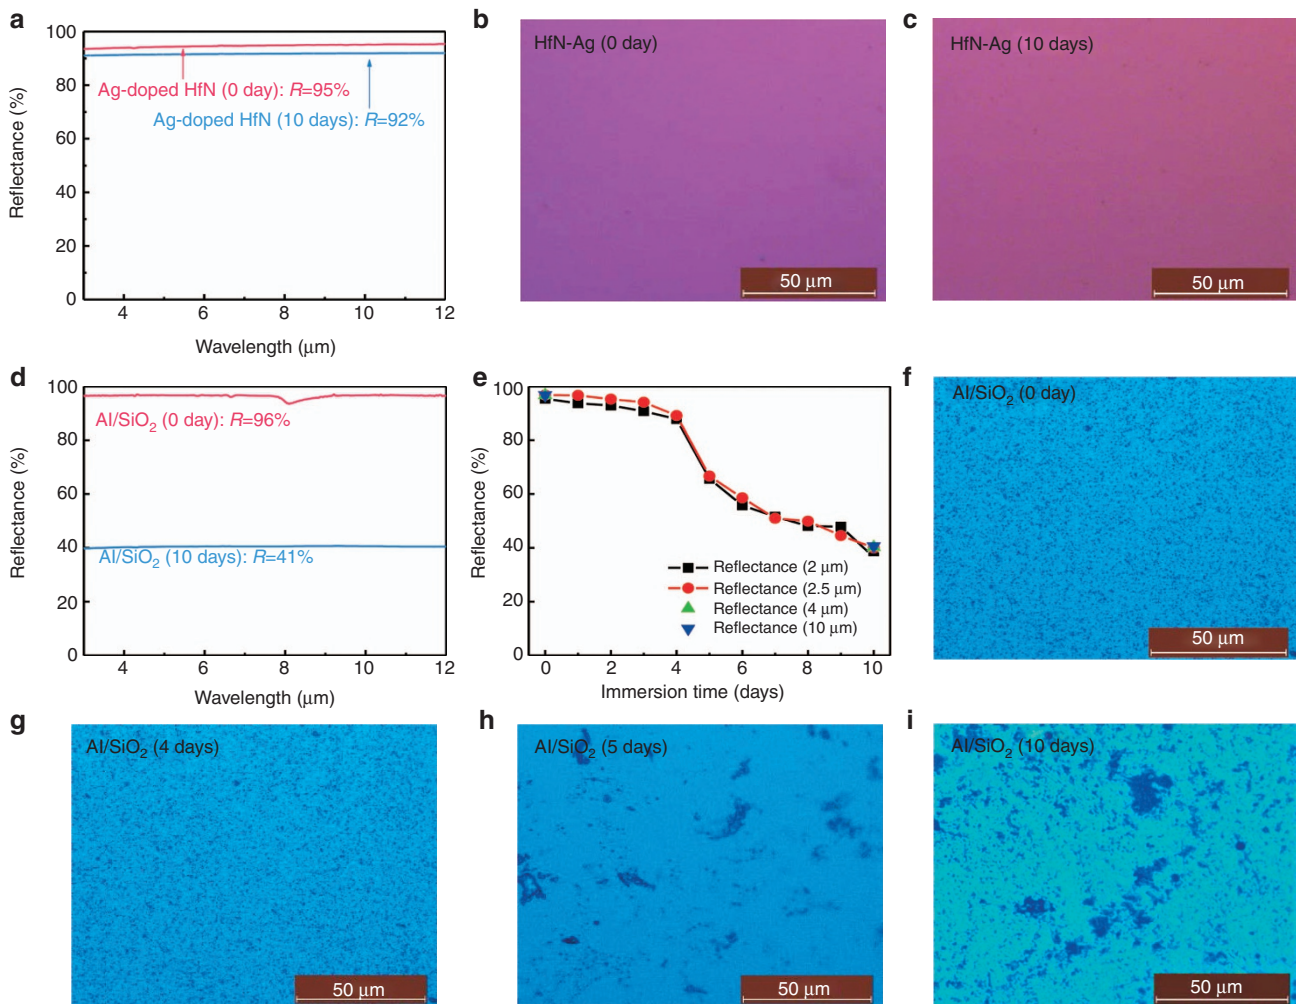 a
100
80
60
40
20
0
Reflectance (%)
Ag-doped HfN (0 day): R=95%
Ag-doped HfN (10 days): R=92%
4 6 8 10 12
Wavelength (μm)
b
HfN-Ag (0 day)
50 μm
c
HfN-Ag (10 days)
50 μm
d
100
80
60
40
20
0
Reflectance (%)
Al/SiO₂ (0 day): R=96%
Al/SiO₂ (10 days): R=41%
4 6 8 10 12
Wavelength (μm)
e
100
80
60
40
20
0
Reflectance (%)
Reflectance (2 μm)
Reflectance (2.5 μm)
Reflectance (4 μm)
Reflectance (10 μm)
0 2 4 6 8 10
Immersion time (days)
f
Al/SiO₂ (0 day)
50 μm
g
Al/SiO₂ (4 days)
50 μm
h
Al/SiO₂ (5 days)
50 μm
i
Al/SiO₂ (10 days)
50 μm